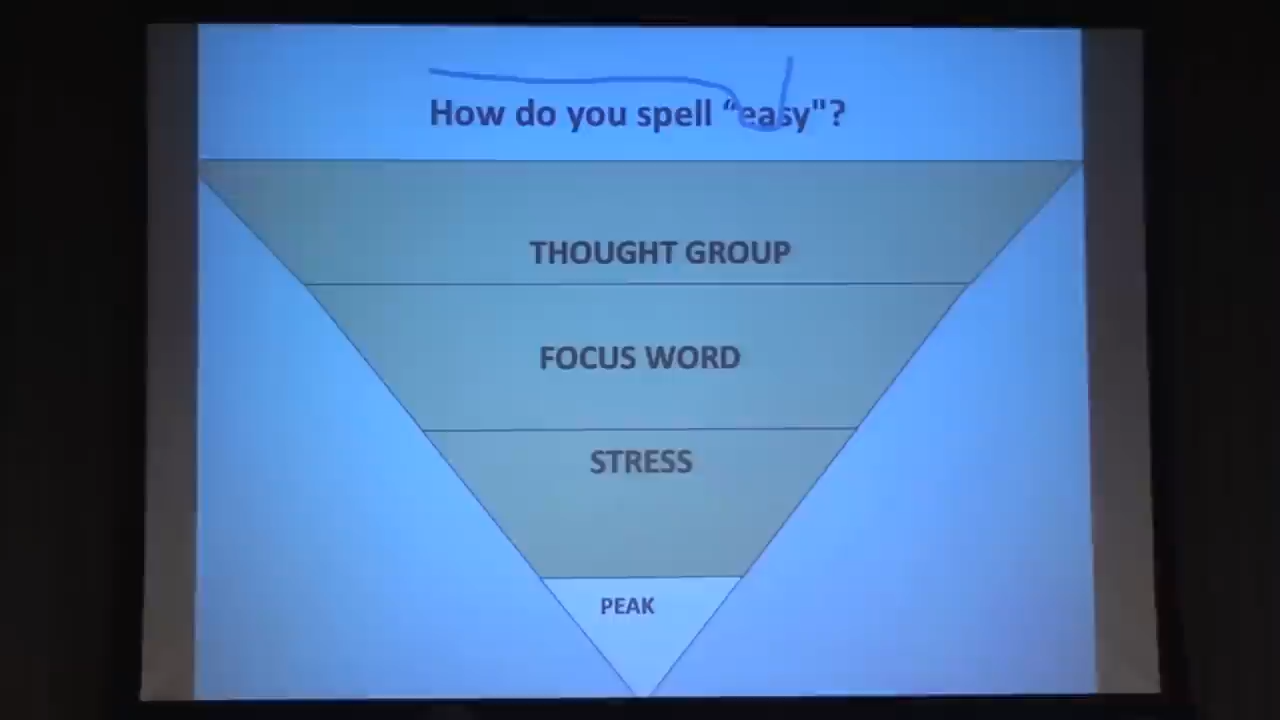 How do you spell “easy"?
THOUGHT GROUP
FOCUS WORD
STRESS
PEAK